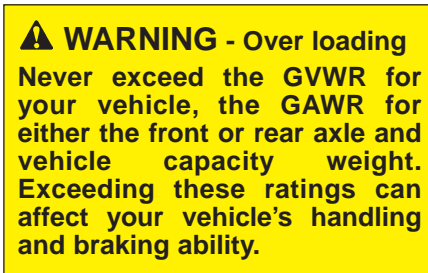 WARNING - Over loading
Never exceed the GVWR for
your vehicle, the GAWR for
either the front or rear axle and
vehicle capacity weight.
Exceeding these ratings can
affect your vehicle's handling
and braking ability.